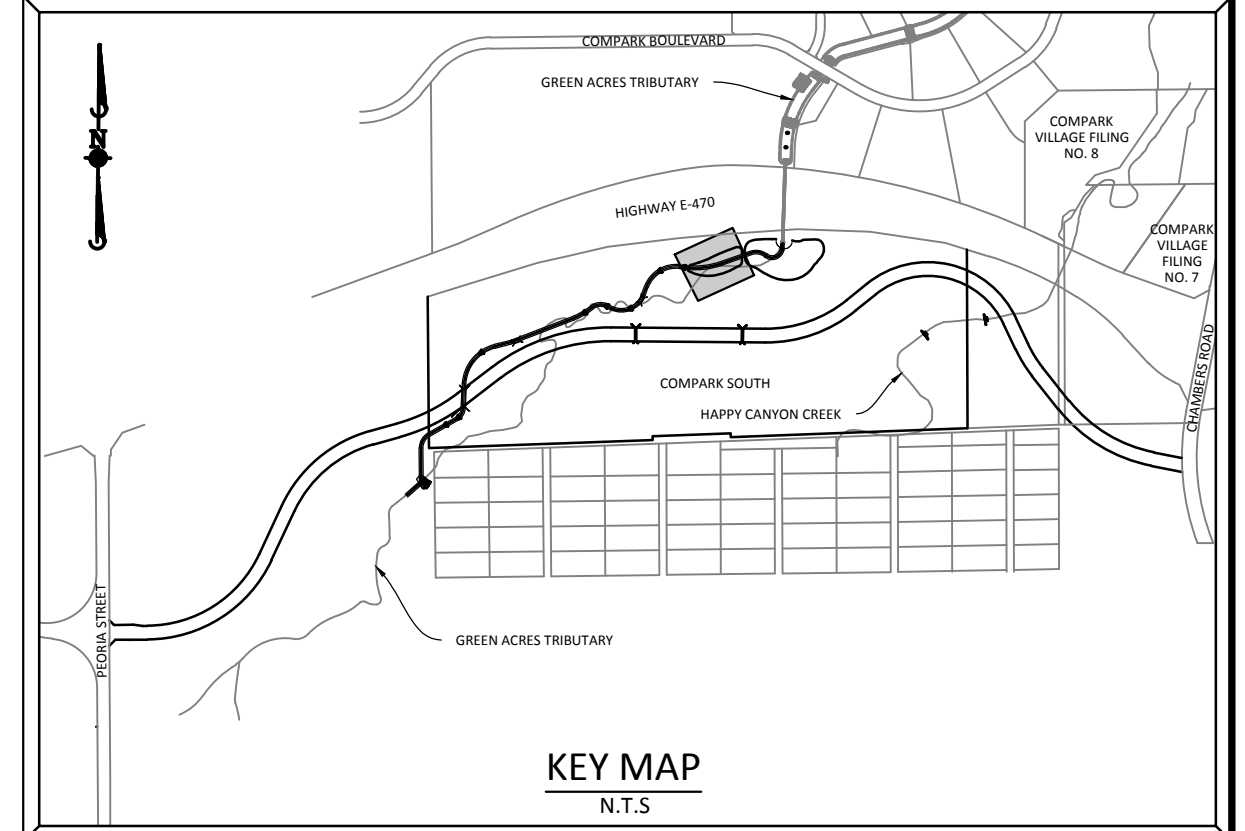 COMPARK BOULEVARD
GREEN ACRES TRIBUTARY
N
COMPARK
VILLAGE FILING
NO. 8
HIGHWAY E-470
COMPARK
VILLAGE
FILING
NO. 7
CHAMBERS ROAD
COMPARK SOUTH
HAPPY CANYON CREEK
PEORIA STREET
GREEN ACRES TRIBUTARY
KEY MAP
N.T.S